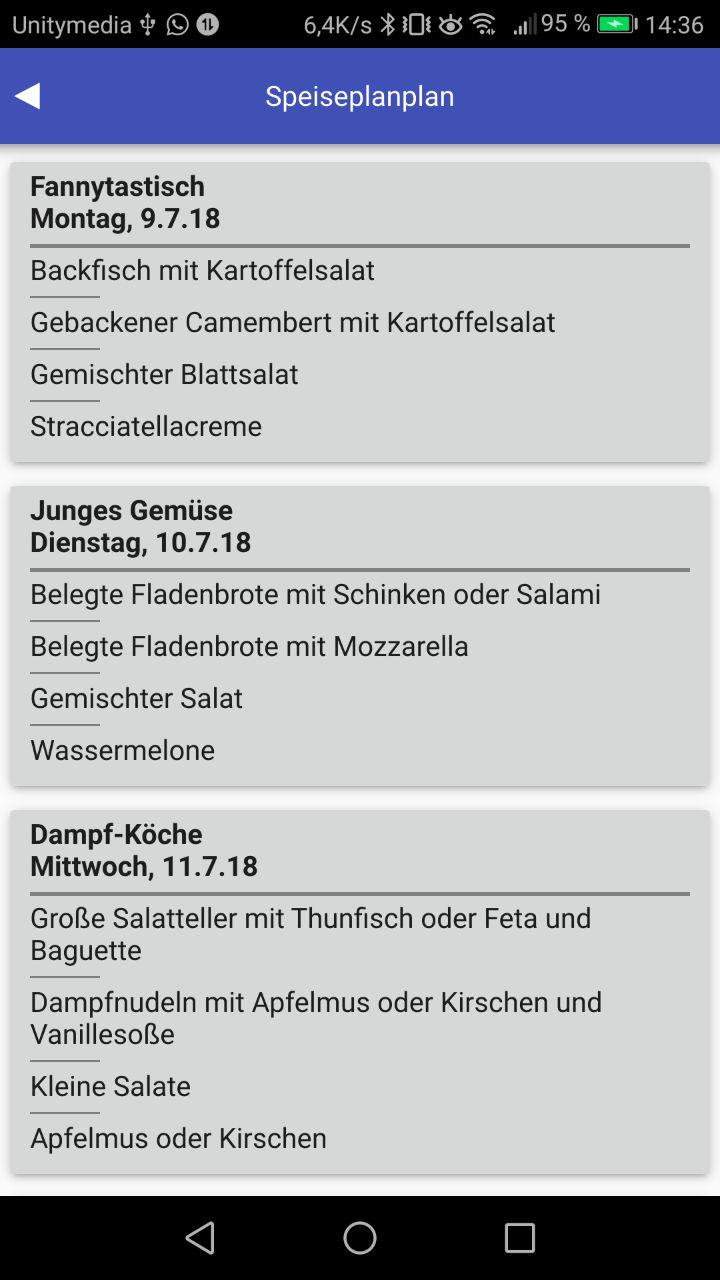 Unitymedia 6,4K/s 95 % 14:36
Speiseplanplan
Fannytastisch
Montag, 9.7.18
Backfisch mit Kartoffelsalat
Gebackener Camembert mit Kartoffelsalat
Gemischter Blattsalat
Stracciatellacreme
Junges Gemüse
Dienstag, 10.7.18
Belegte Fladenbrote mit Schinken oder Salami
Belegte Fladenbrote mit Mozzarella
Gemischter Salat
Wassermelone
Dampf-Köche
Mittwoch, 11.7.18
Große Salatteller mit Thunfisch oder Feta und
Baguette
Dampfnudeln mit Apfelmus oder Kirschen und
Vanillesoße
Kleine Salate
Apfelmus oder Kirschen